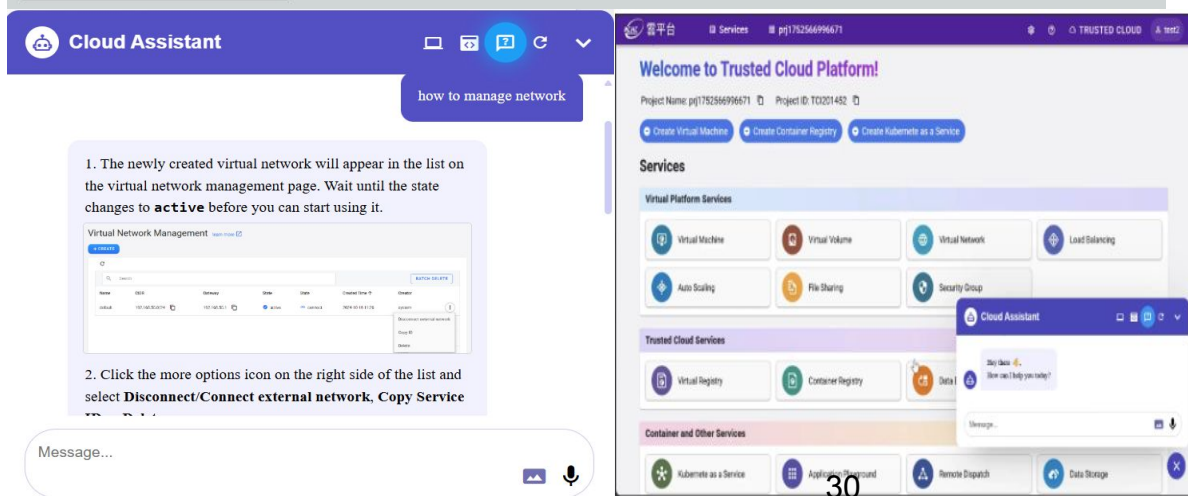 Cloud Assistant
how to manage network
1. The newly created virtual network will appear in the list on
the virtual network management page. Wait until the state
changes to active before you can start using it.
Virtual Network Management
+ CREATE
Search
BATCH DELETE
Name CIDR Gateway State Created Time Creator
Disconnect external network
Copy ID
Delete
2. Click the more options icon on the right side of the list and
select Disconnect/Connect external network, Copy Service
Message...
雲平台 Services prj1752566996671 TRUSTED CLOUD test2
Welcome to Trusted Cloud Platform!
Project Name: prj1752566996671 Project ID: TCI201452
Create Virtual Machine Create Container Registry Create Kubernete as a Service
Services
Virtual Platform Services
Virtual Machine Virtual Volume Virtual Network Load Balancing
Auto Scaling File Sharing Security Group
Trusted Cloud Services
Virtual Registry Container Registry Data
Container and Other Services
Kubernete as a Service Application Playground Remote Dispatch Data Storage
Cloud Assistant
Hey there 👋.
How can I help you today?
Message...
30